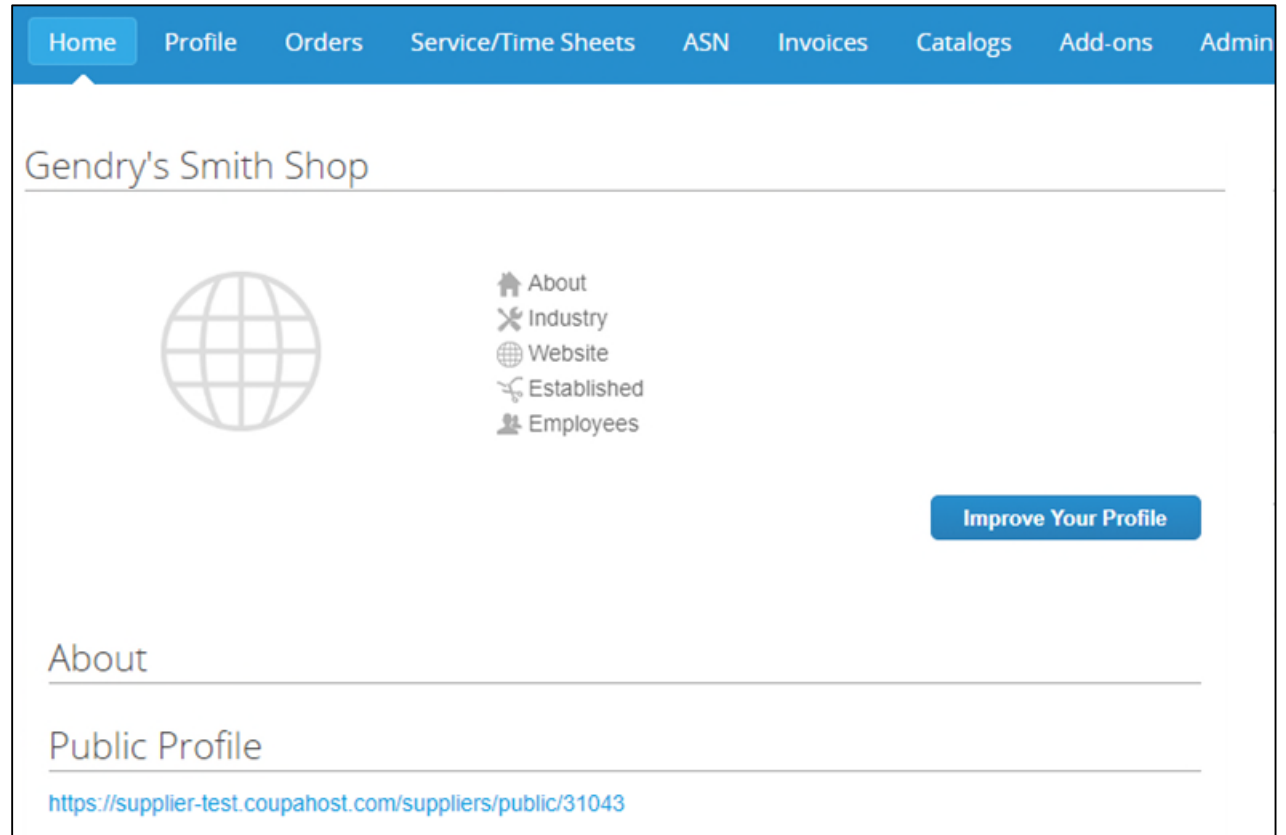 Home Profile Orders Service/Time Sheets ASN Invoices Catalogs Add-ons Admin
Gendry's Smith Shop
About
Industry
Website
Established
Employees
Improve Your Profile
About
Public Profile
https://supplier-test.coupahost.com/suppliers/public/31043